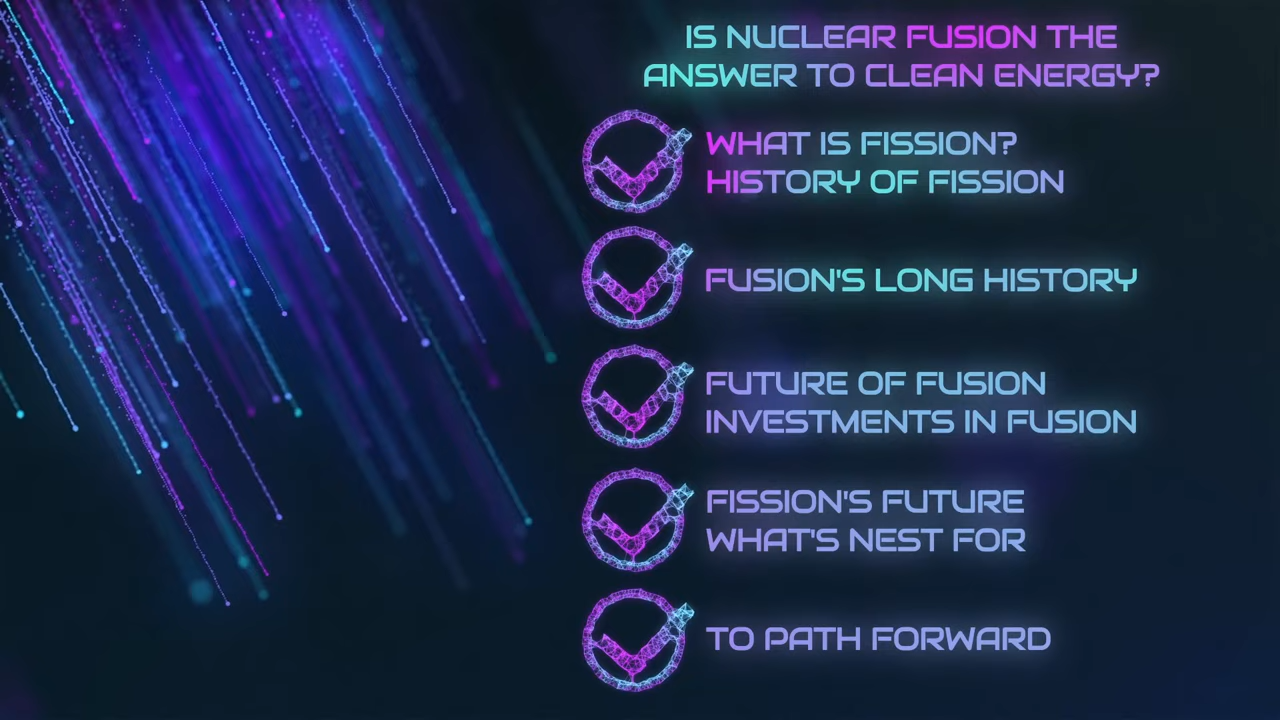 IS NUCLEAR FUSION THE
ANSWER TO CLEAN ENERGY?
WHAT IS FISSION?
HISTORY OF FISSION
FUSION'S LONG HISTORY
FUTURE OF FUSION
INVESTMENTS IN FUSION
FISSION'S FUTURE
WHAT'S NEST FOR
TO PATH FORWARD